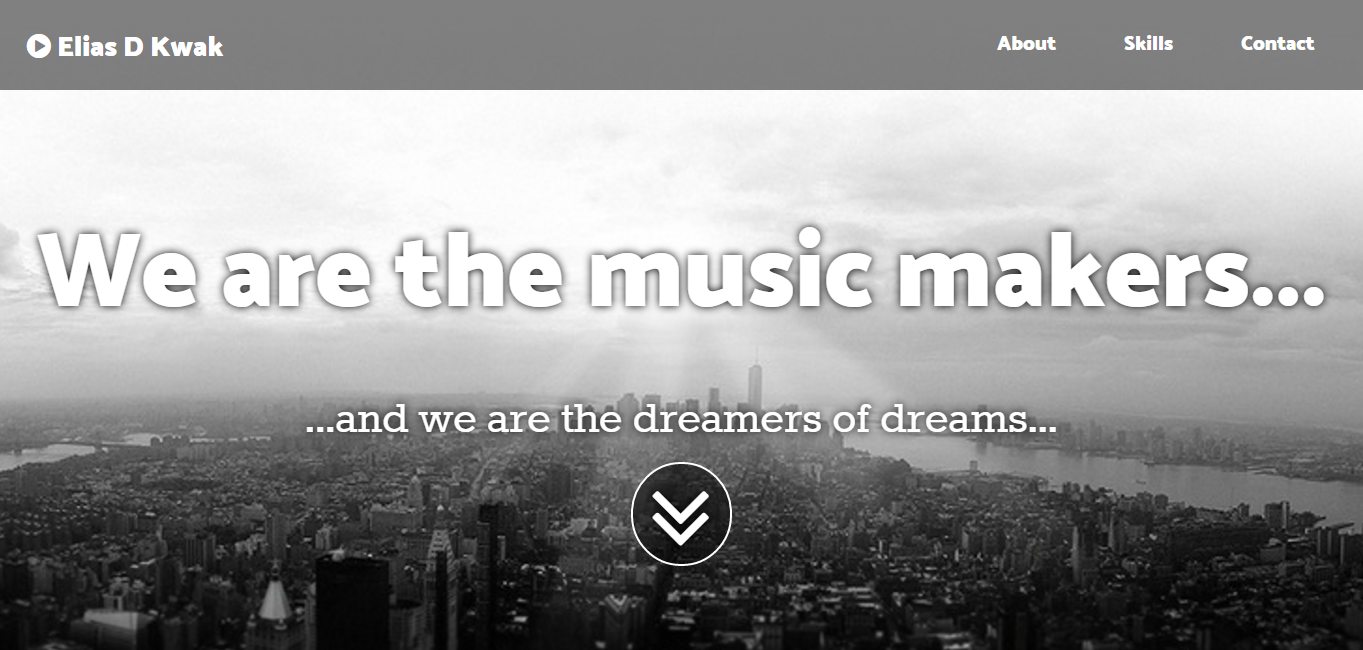 Elias D Kwak
About
Skills
Contact
We are the music makers...
...and we are the dreamers of dreams...